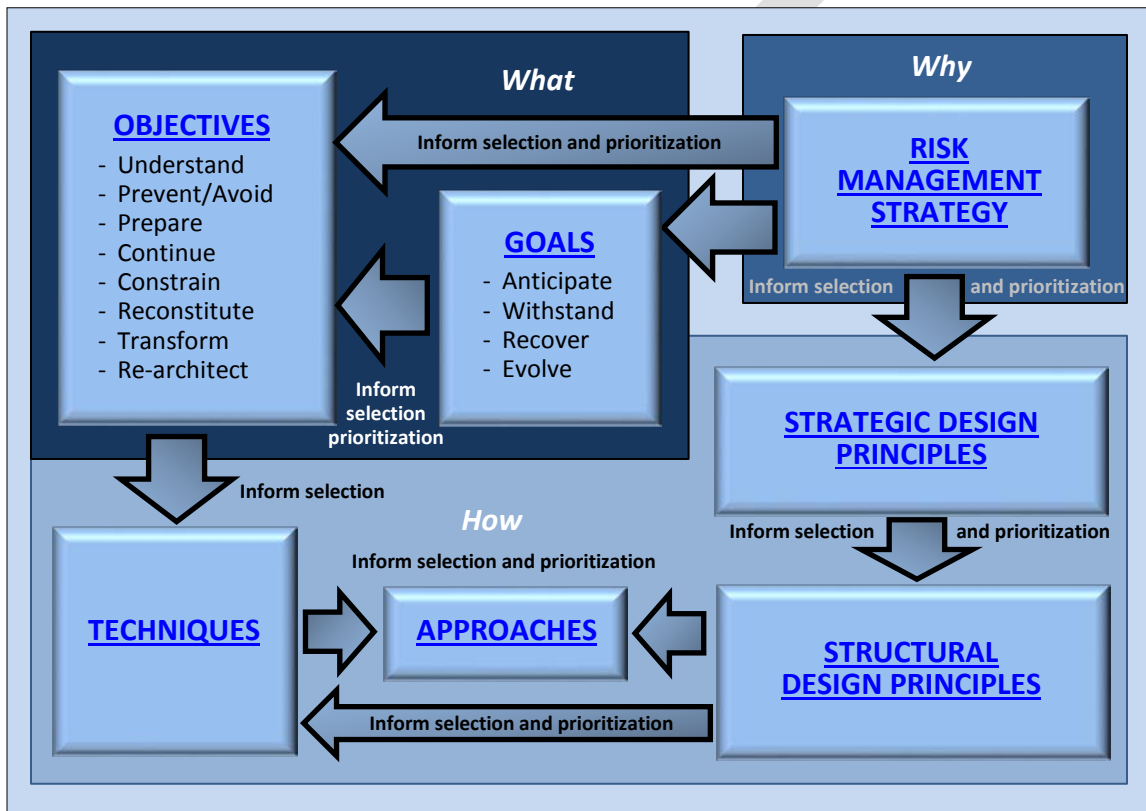 What
Why
OBJECTIVES
- Understand
- Prevent/Avoid
- Prepare
- Continue
- Constrain
- Reconstitute
- Transform
- Re-architect
Inform selection and prioritization
RISK
MANAGEMENT
STRATEGY
GOALS
- Anticipate
- Withstand
- Recover
- Evolve
Inform selection and prioritization
Inform
selection
prioritization
STRATEGIC DESIGN
PRINCIPLES
Inform selection
How
Inform selection and prioritization
Inform selection and prioritization
TECHNIQUES
APPROACHES
STRUCTURAL
DESIGN PRINCIPLES
Inform selection and prioritization